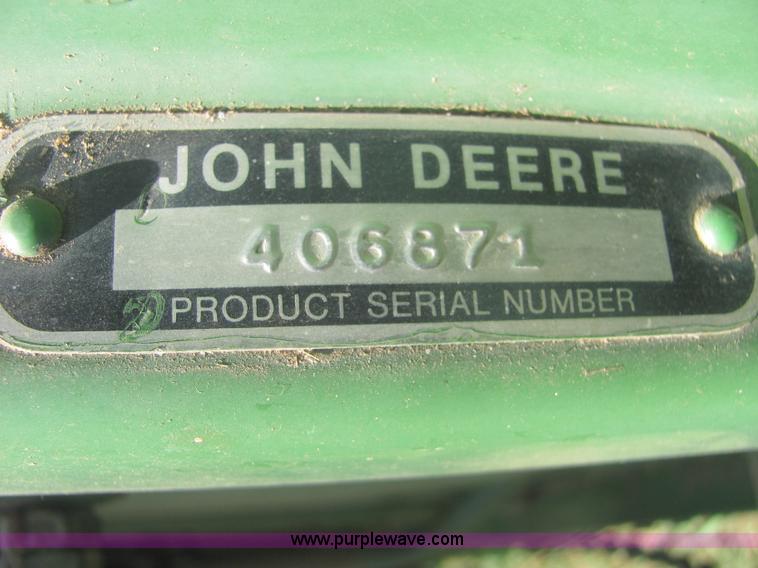 JOHN DEERE
406871
PRODUCT SERIAL NUMBER
www.purplewave.com